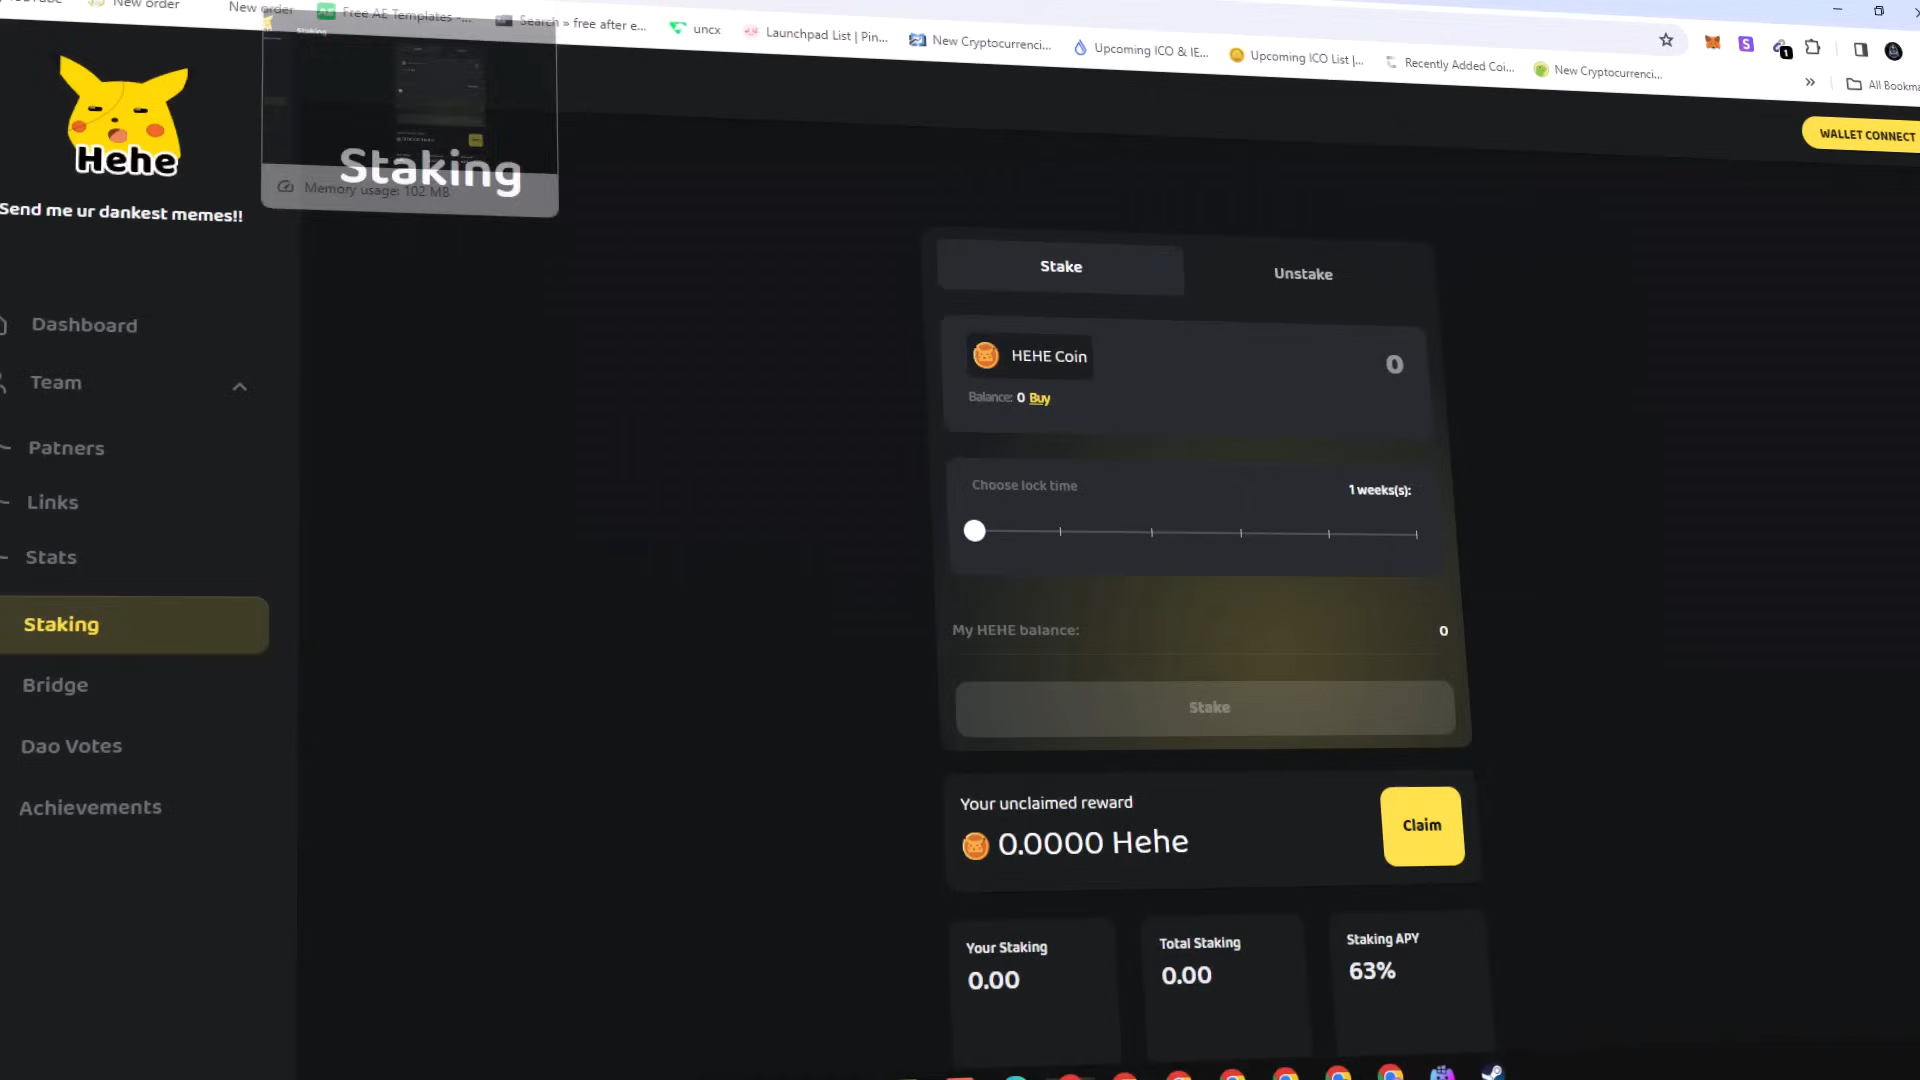 New order
New order
Free AE Templates -...
Search » free after e...
uncx
Launchpad List | Pin...
New Cryptocurrenci...
Upcoming ICO & IE...
Upcoming ICO List |...
Recently Added Coi...
New Cryptocurrenci...
All Bookma
S
1
WALLET CONNECT
Staking
Memory usage: 102 MB
Staking
Hehe
Send me ur dankest memes!!
Dashboard
Team
Patners
Links
Stats
Staking
Bridge
Dao Votes
Achievements
Stake
Unstake
HEHE Coin
0
Balance: 0 Buy
Choose lock time
1 weeks(s):
My HEHE balance:
0
Stake
Your unclaimed reward
0.0000 Hehe
Claim
Your Staking
0.00
Total Staking
0.00
Staking APY
63%